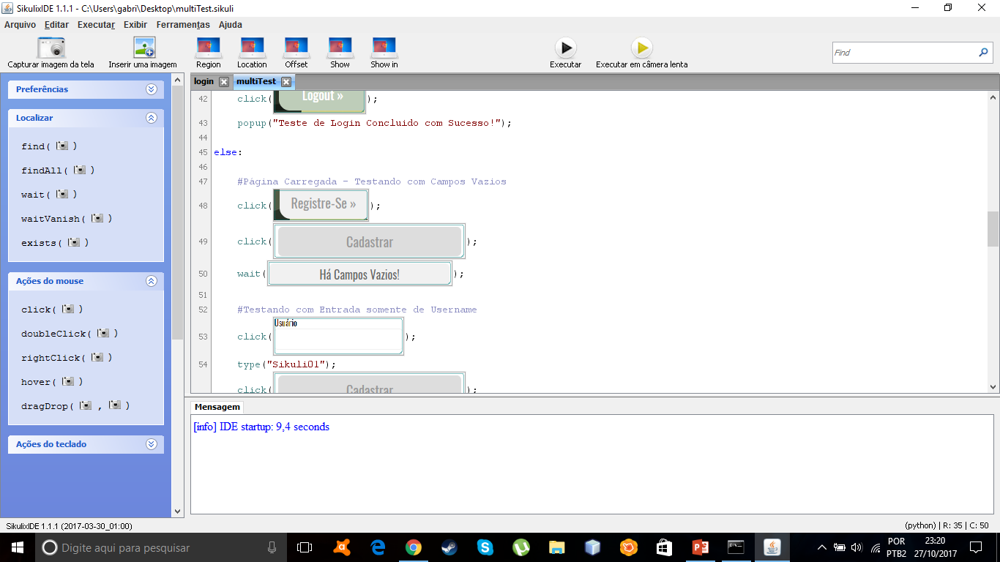 SikulixIDE 1.1.1 - C:\Users\gabri\Desktop\multiTest.sikuli
Arquivo Editar Executar Exibir Ferramentas Ajuda
Capturar imagem da tela Inserir uma imagem Region Location Offset Show Show in Executar Executar em câmera lenta Find
Preferências
Localizar
find( )
findAll( )
wait( )
waitVanish( )
exists( )
Ações do mouse
click( )
doubleClick( )
rightClick( )
hover( )
dragDrop( , )
Ações do teclado
login multiTest
42 click( Logout » );
43 popup("Teste de Login Concluido com Sucesso!");
44
45 else:
46
47 #Página Carregada - Testando com Campos Vazios
48 click( Registre-Se » );
49 click( Cadastrar );
50 wait( Há Campos Vazios! );
51
52 #Testando com Entrada somente de Username
53 click( Usuário );
54 type("Sikuli01");
click( Cadastrar );
Mensagem
[info] IDE startup: 9,4 seconds
SikulixIDE 1.1.1 (2017-03-30_01:00) (python) | R: 35 | C: 50
Digite aqui para pesquisar
POR
PTB2
23:20
27/10/2017